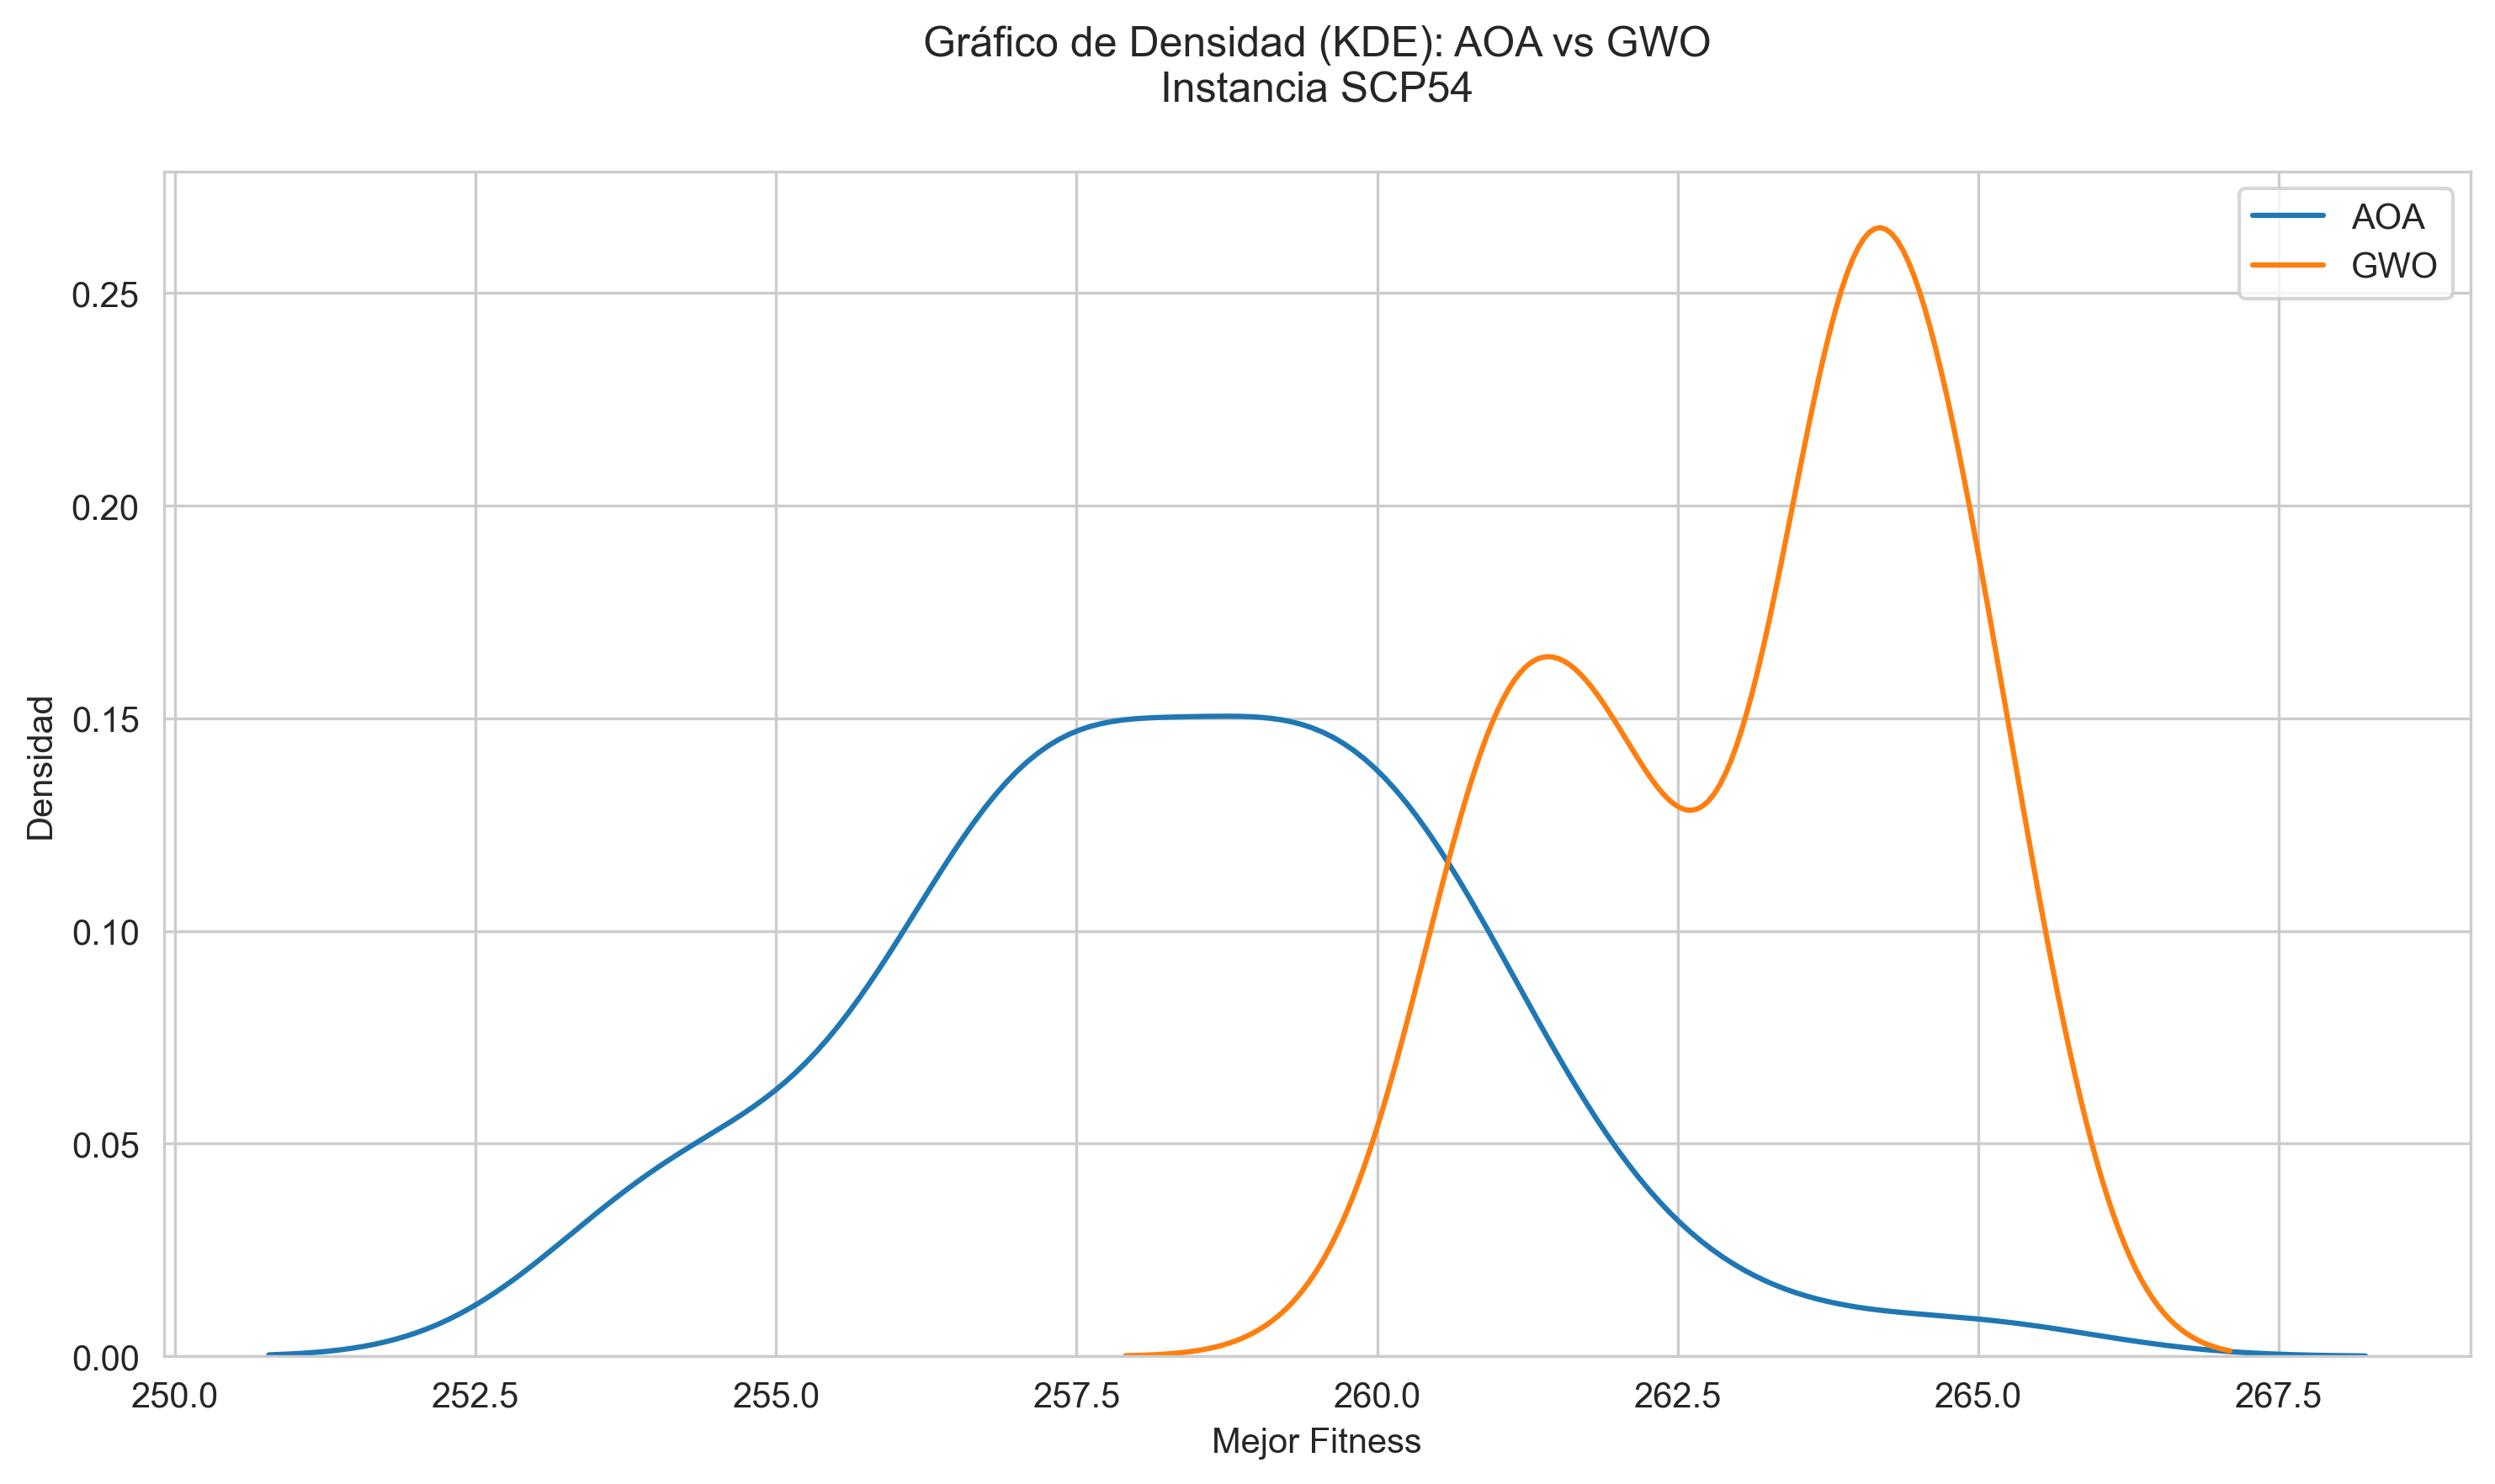 Gráfico de Densidad (KDE): AOA vs GWO
Instancia SCP54
AOA
GWO
0.25
0.20
0.15
0.10
0.05
0.00
Densidad
250.0 252.5 255.0 257.5 260.0 262.5 265.0 267.5
Mejor Fitness